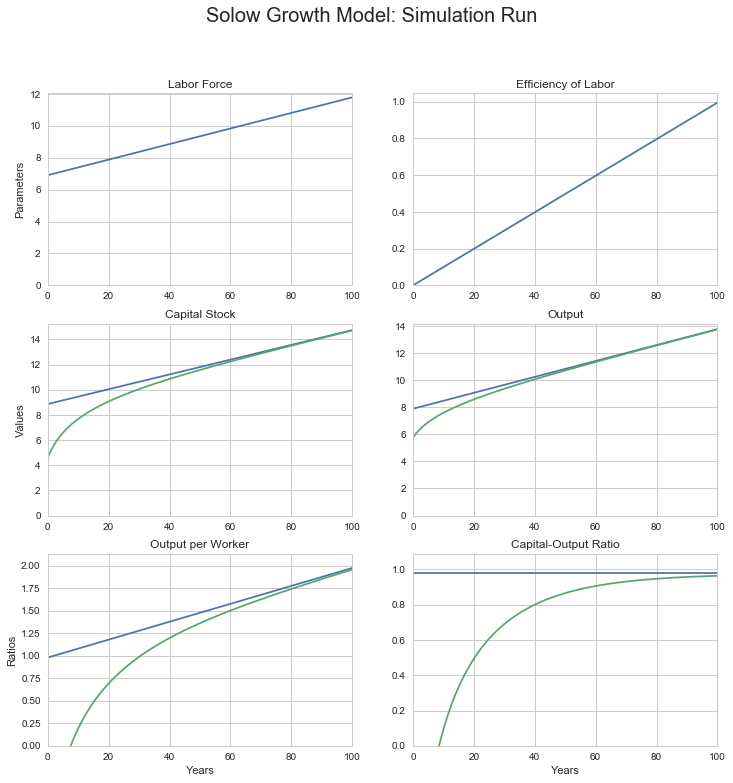 Solow Growth Model: Simulation Run
Labor Force
12
10
8
6
4
2
0
Parameters
0 20 40 60 80 100
Efficiency of Labor
1.0
0.8
0.6
0.4
0.2
0.0
0 20 40 60 80 100
Capital Stock
14
12
10
8
6
4
2
0
Values
0 20 40 60 80 100
Output
14
12
10
8
6
4
2
0
0 20 40 60 80 100
Output per Worker
2.00
1.75
1.50
1.25
1.00
0.75
0.50
0.25
0.00
Ratios
0 20 40 60 80 100
Years
Capital-Output Ratio
1.0
0.8
0.6
0.4
0.2
0.0
0 20 40 60 80 100
Years